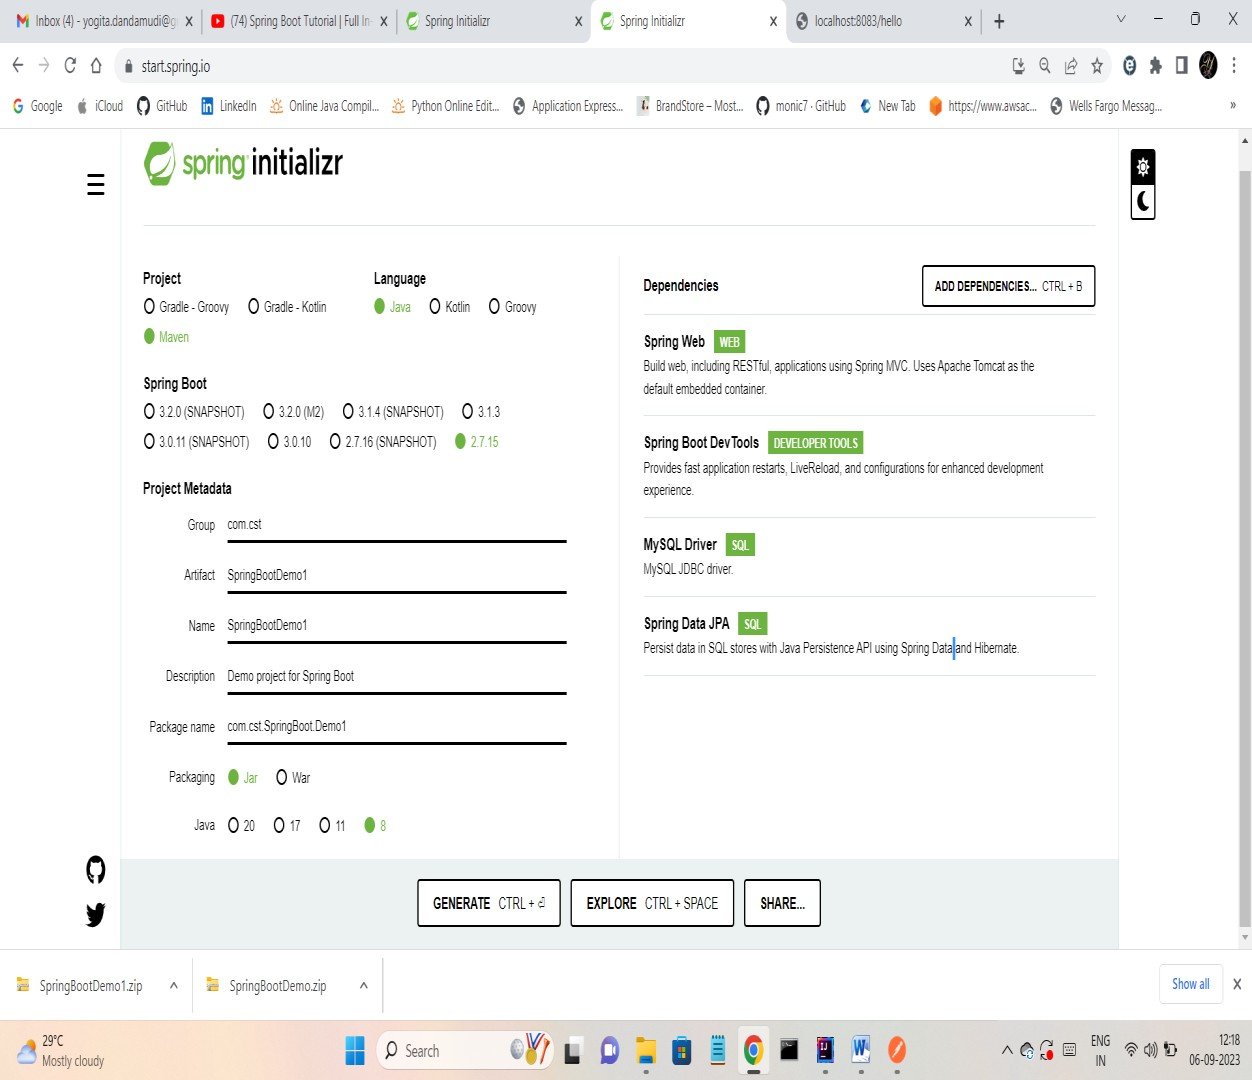 Inbox (4) - yogita.dandamudi@g
(74) Spring Boot Tutorial | Full In
Spring Initializr
Spring Initializr
localhost:8083/hello
start.spring.io
Google
iCloud
GitHub
LinkedIn
Online Java Compil...
Python Online Edit...
Application Express...
BrandStore – Most...
monic7 · GitHub
New Tab
https://www.awsac...
Wells Fargo Messag...
»
spring initializr
Project
Gradle - Groovy Gradle - Kotlin
Maven
Language
Java Kotlin Groovy
Spring Boot
3.2.0 (SNAPSHOT) 3.2.0 (M2) 3.1.4 (SNAPSHOT) 3.1.3
3.0.11 (SNAPSHOT) 3.0.10 2.7.16 (SNAPSHOT) 2.7.15
Project Metadata
Group com.cst
Artifact SpringBootDemo1
Name SpringBootDemo1
Description Demo project for Spring Boot
Package name com.cst.SpringBoot.Demo1
Packaging Jar War
Java 20 17 11 8
Dependencies
ADD DEPENDENCIES... CTRL + B
Spring Web WEB
Build web, including RESTful, applications using Spring MVC. Uses Apache Tomcat as the
default embedded container.
Spring Boot DevTools DEVELOPER TOOLS
Provides fast application restarts, LiveReload, and configurations for enhanced development
experience.
MySQL Driver SQL
MySQL JDBC driver.
Spring Data JPA SQL
Persist data in SQL stores with Java Persistence API using Spring Data and Hibernate.
GENERATE CTRL + ⏎
EXPLORE CTRL + SPACE
SHARE...
SpringBootDemo1.zip
SpringBootDemo.zip
Show all
29°C
Mostly cloudy
Search
ENG
IN
12:18
06-09-2023